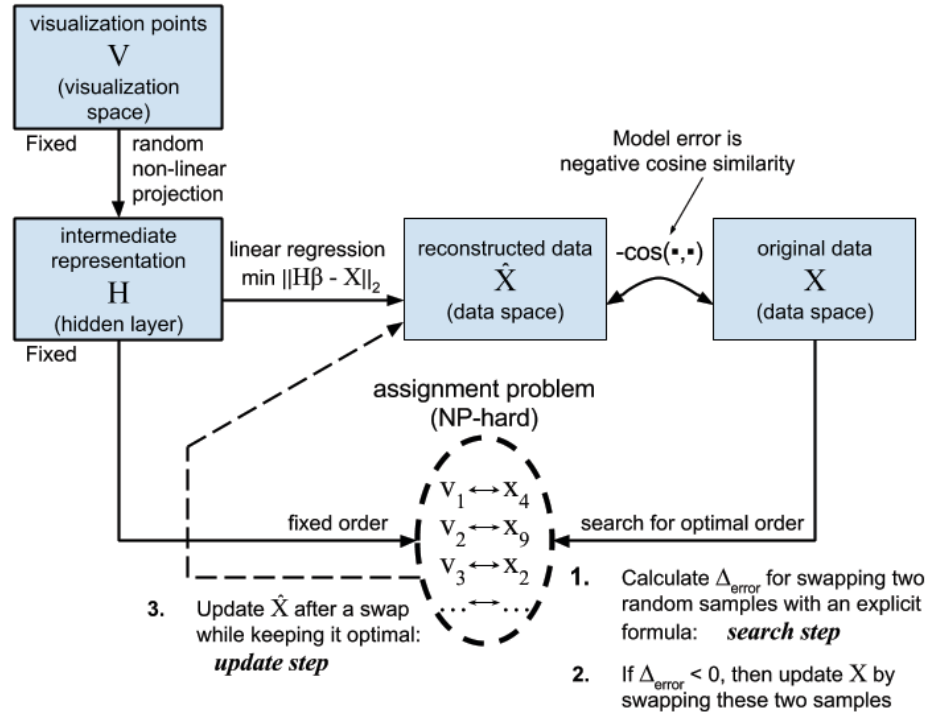 visualization points
V
(visualization
space)
Fixed
random
non-linear
projection
Model error is
negative cosine similarity
intermediate
representation
H
(hidden layer)
Fixed
linear regression
min ||Hβ - X||₂
reconstructed data
X̂
(data space)
-cos(▪,▪)
original data
X
(data space)
assignment problem
(NP-hard)
V₁ ↔ X₄
V₂ ↔ X₉
V₃ ↔ X₂
... ↔ ...
fixed order
search for optimal order
1. Calculate Δerror for swapping two
random samples with an explicit
formula: search step
2. If Δerror < 0, then update X by
swapping these two samples
3. Update X̂ after a swap
while keeping it optimal:
update step